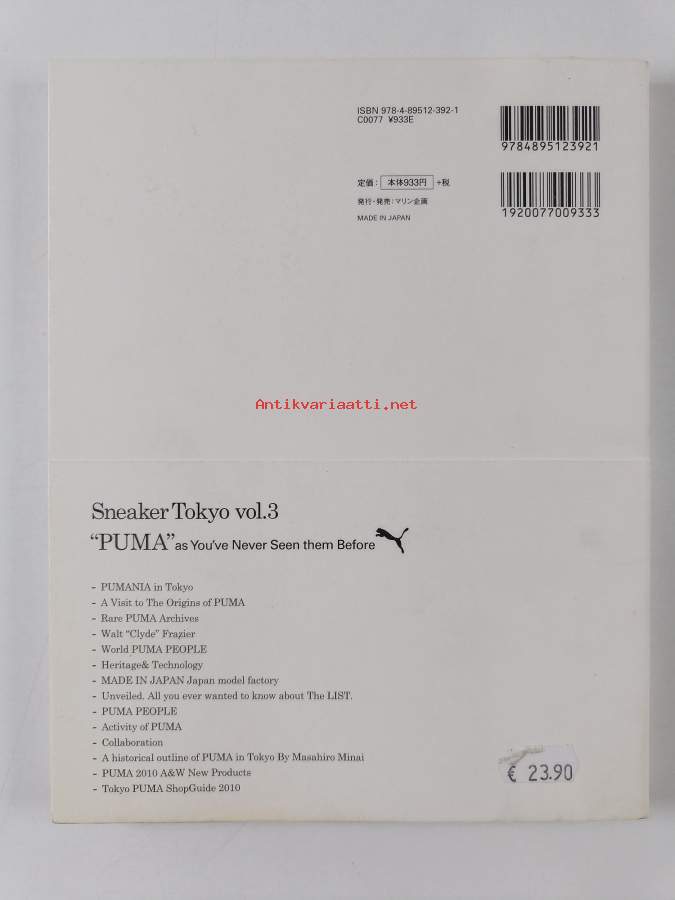 ISBN 978-4-89512-392-1
C0077 ¥933E
9784895123921
定価： 本体933円 +税
発行・発売：マリン企画
MADE IN JAPAN
1920077009333
Antikvariaatti.net
Sneaker Tokyo vol.3
“PUMA” as You’ve Never Seen them Before
- PUMANIA in Tokyo
- A Visit to The Origins of PUMA
- Rare PUMA Archives
- Walt “Clyde” Frazier
- World PUMA PEOPLE
- Heritage& Technology
- MADE IN JAPAN Japan model factory
- Unveiled. All you ever wanted to know about The LIST.
- PUMA PEOPLE
- Activity of PUMA
- Collaboration
- A historical outline of PUMA in Tokyo By Masahiro Minai
- PUMA 2010 A&W New Products
- Tokyo PUMA ShopGuide 2010
€ 23.90